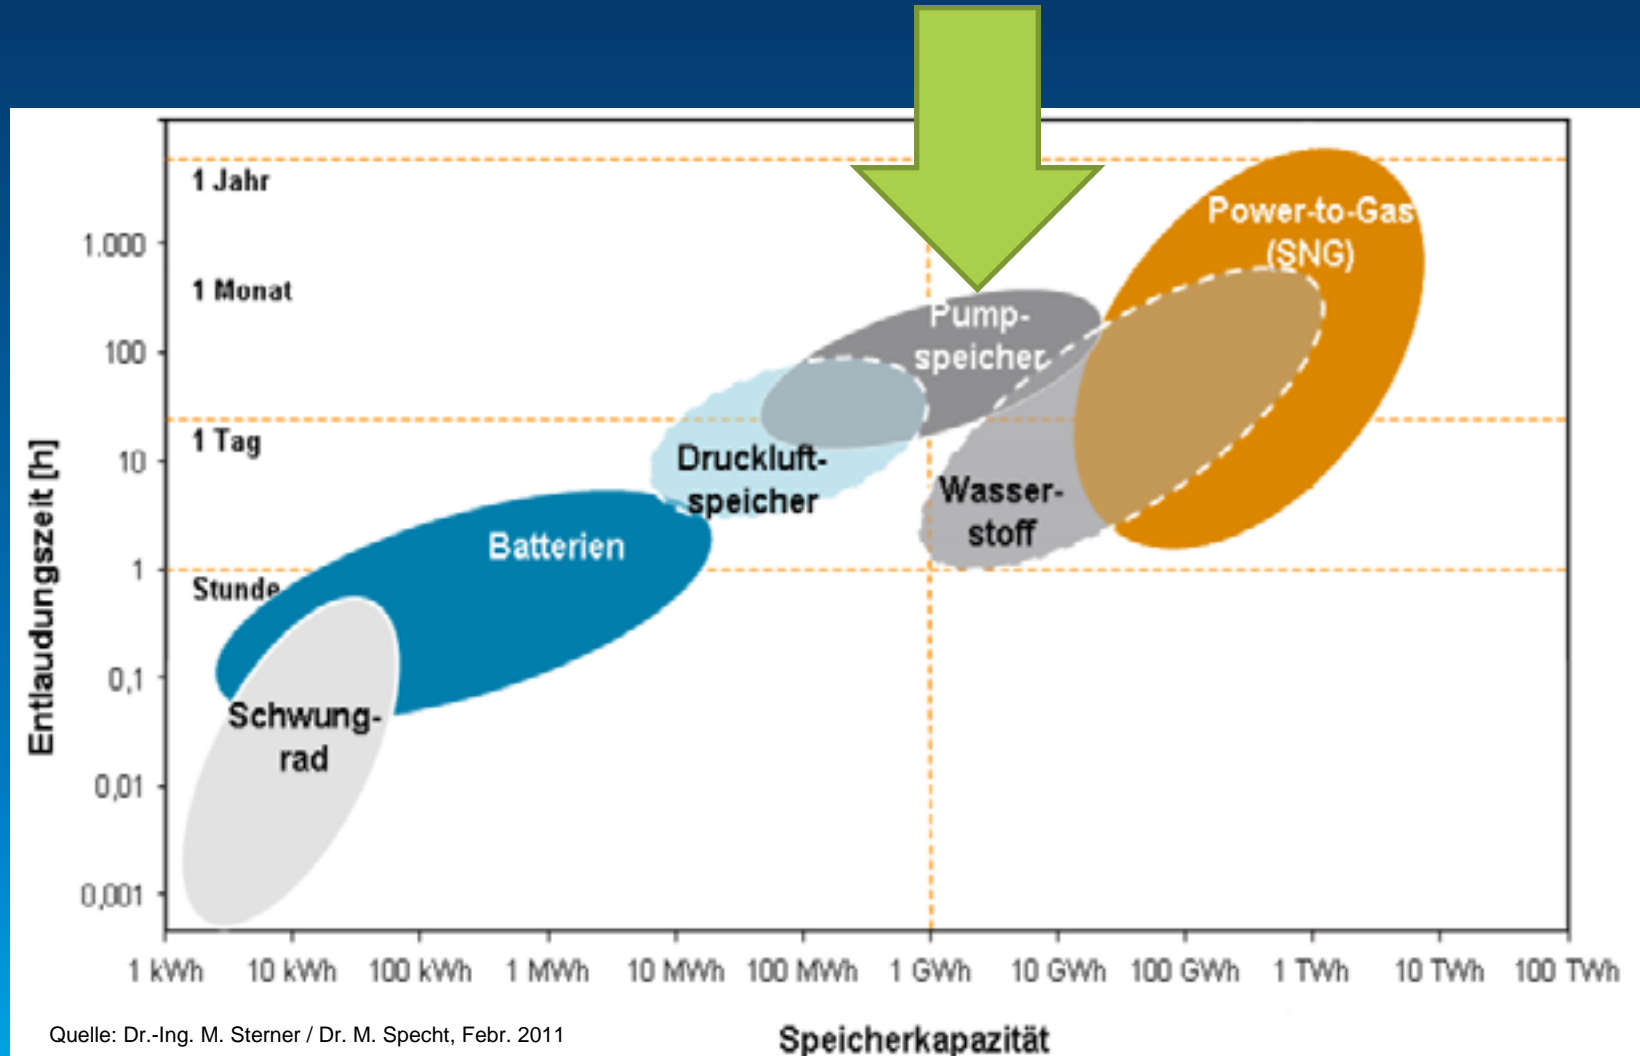 1 Jahr
1.000
1 Monat
100
1 Tag
10
1
Stunde
0,1
0,01
0,001
Entlaudungszeit [h]
Power-to-Gas
(SNG)
Pump-
speicher
Druckluft-
speicher
Wasser-
stoff
Batterien
Schwung-
rad
1 kWh 10 kWh 100 kWh 1 MWh 10 MWh 100 MWh 1 GWh 10 GWh 100 GWh 1 TWh 10 TWh 100 TWh
Quelle: Dr.-Ing. M. Sterner / Dr. M. Specht, Febr. 2011
Speicherkapazität